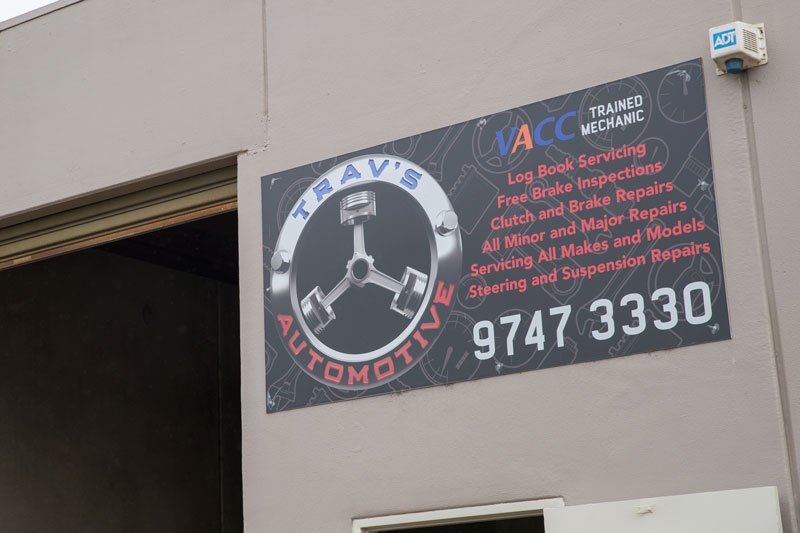 ADT
VACC TRAINED
MECHANIC
TRAV'S
AUTOMOTIVE
Log Book Servicing
Free Brake Inspections
Clutch and Brake Repairs
All Minor and Major Repairs
Servicing All Makes and Models
Steering and Suspension Repairs
9747 3330